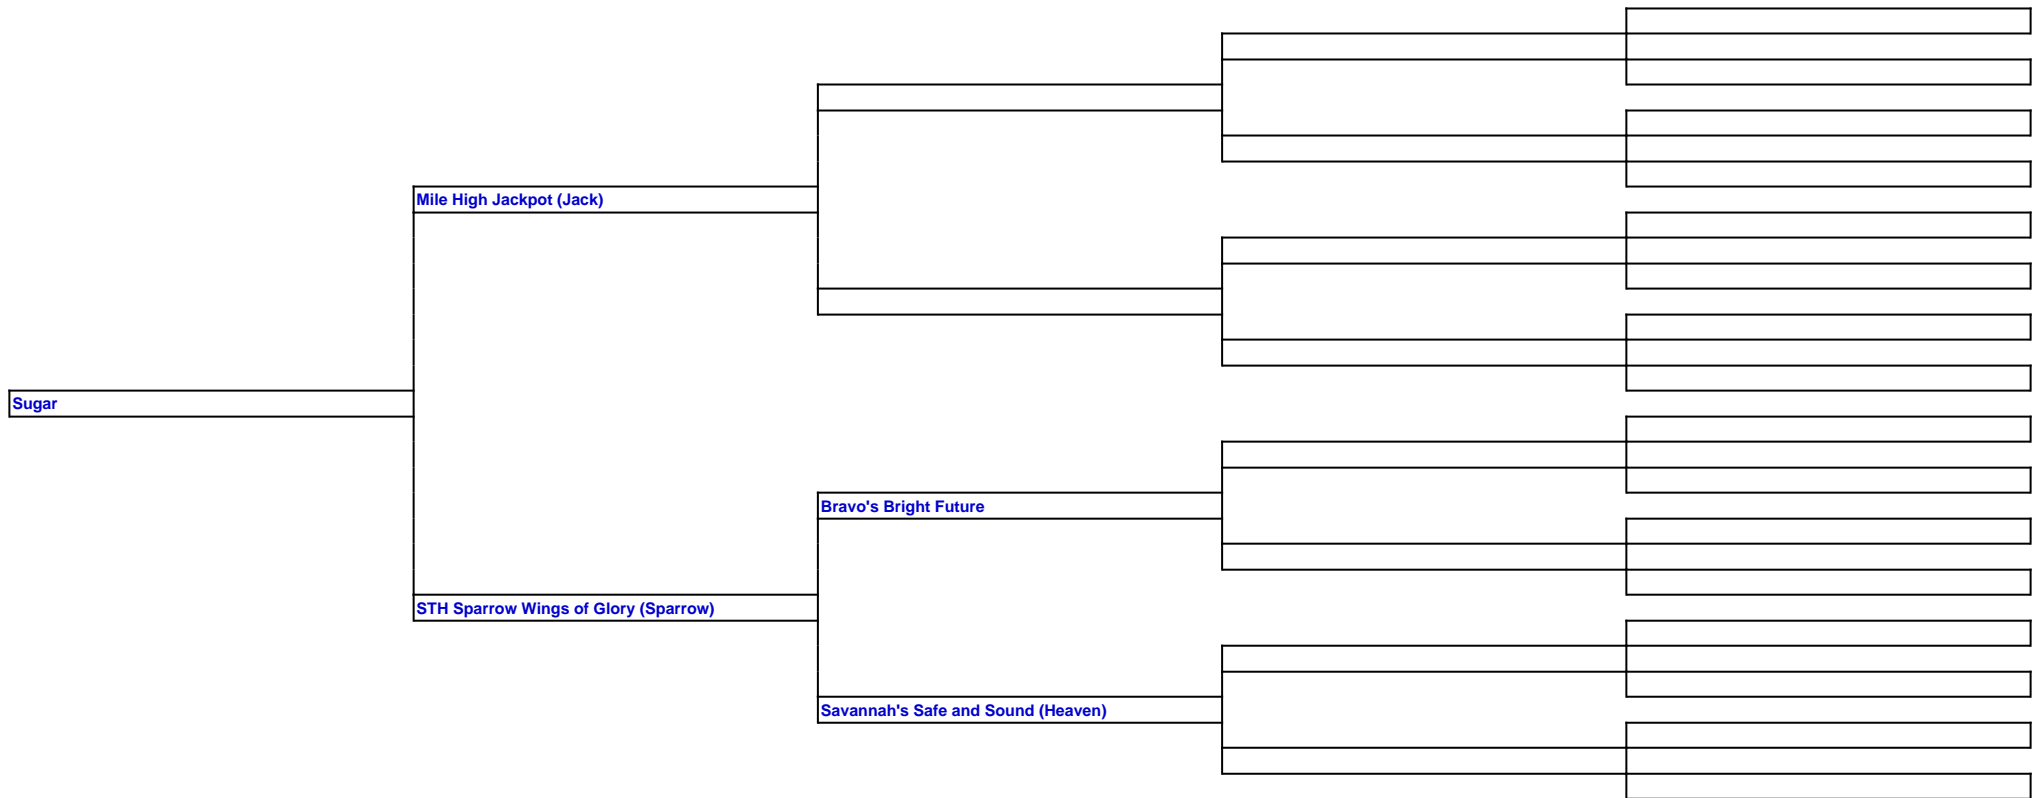 Mile High Jackpot (Jack)
Sugar
Bravo's Bright Future
STH Sparrow Wings of Glory (Sparrow)
Savannah's Safe and Sound (Heaven)